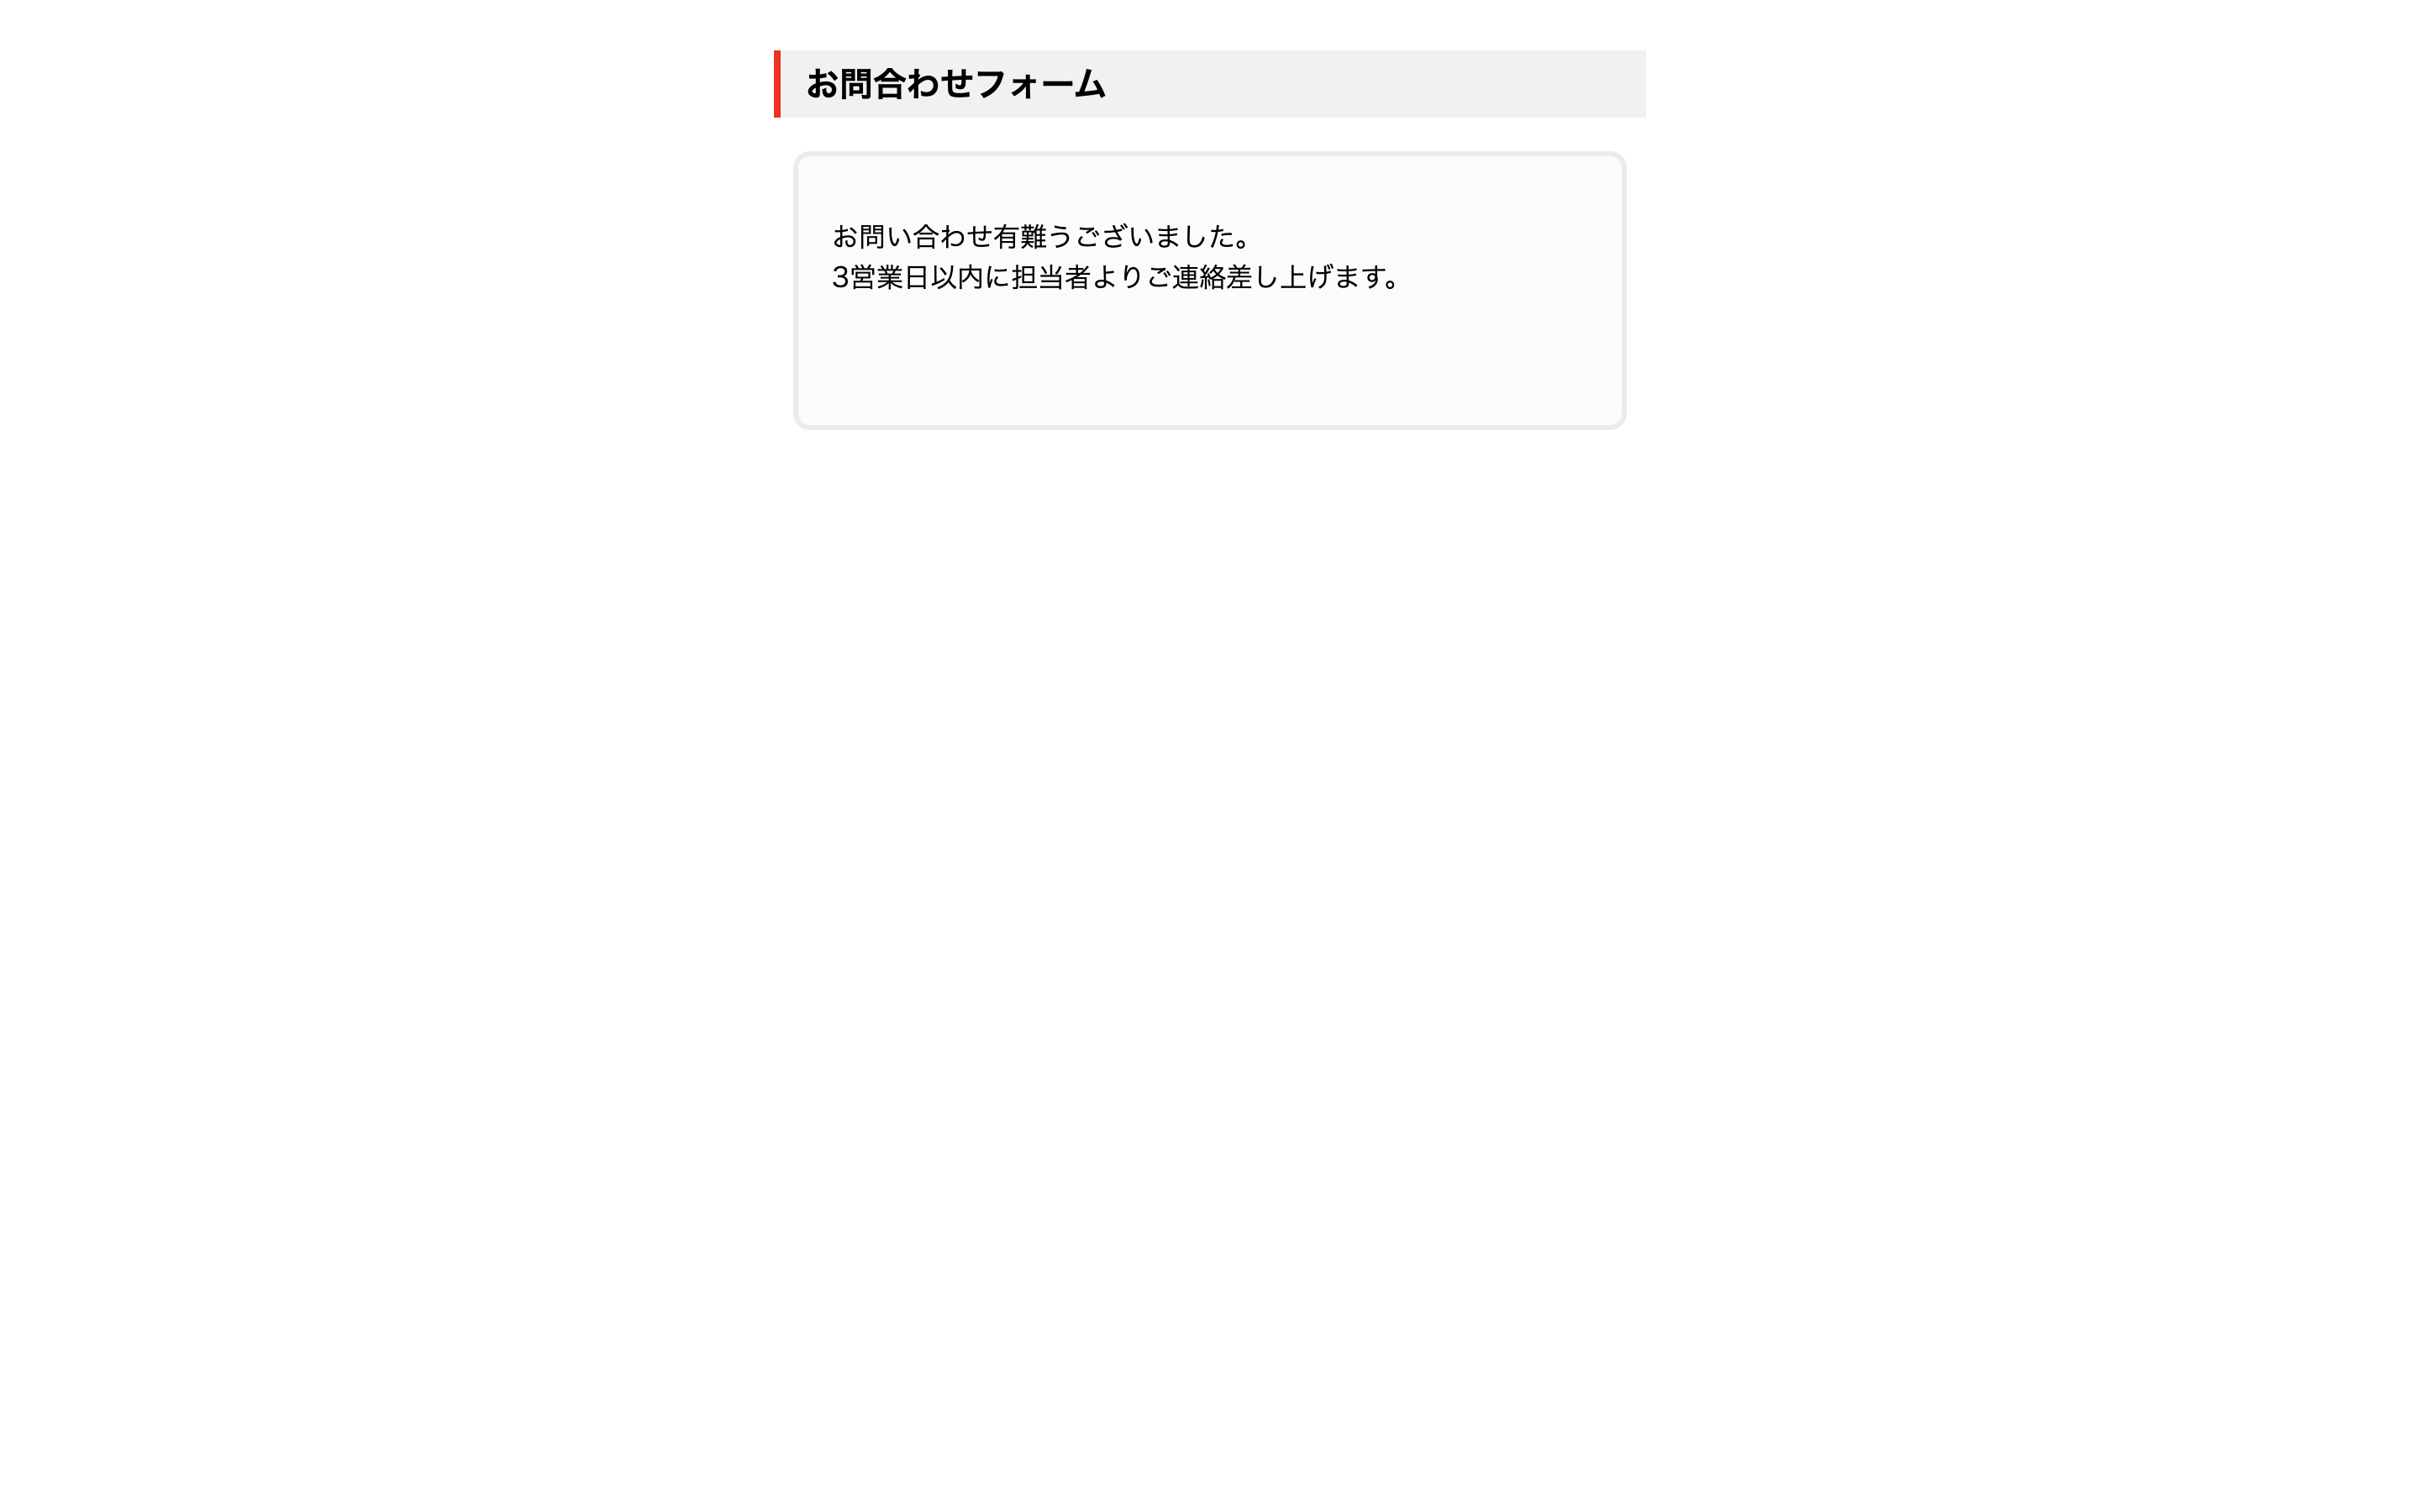 お問合わせフォーム
お問い合わせ有難うございました。
3営業日以内に担当者よりご連絡差し上げます。